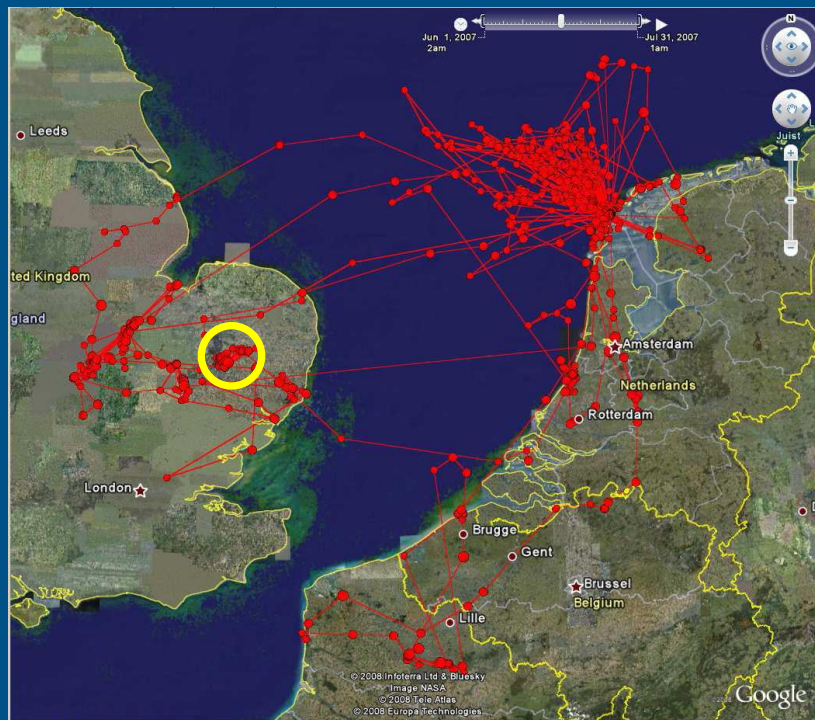 Jun 1, 2007
2am
Jul 31, 2007
1am
N
Juist
Leeds
ted Kingdom
gland
Amsterdam
Netherlands
Rotterdam
London
Brugge
Gent
Brussel
Belgium
Lille
© 2008 Infoterra Ltd & Bluesky
Image NASA
© 2008 Tele Atlas
© 2008 Europa Technologies
Google